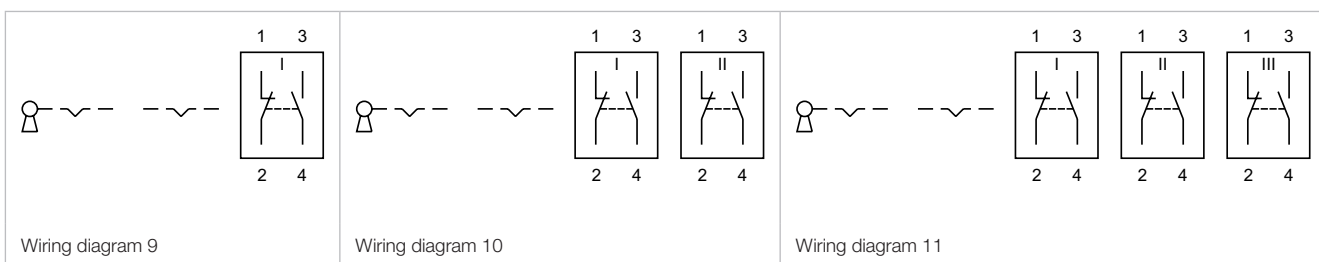 1 3
I
2 4
Wiring diagram 9
1 3 1 3
I II
2 4 2 4
Wiring diagram 10
1 3 1 3 1 3
I II III
2 4 2 4 2 4
Wiring diagram 11